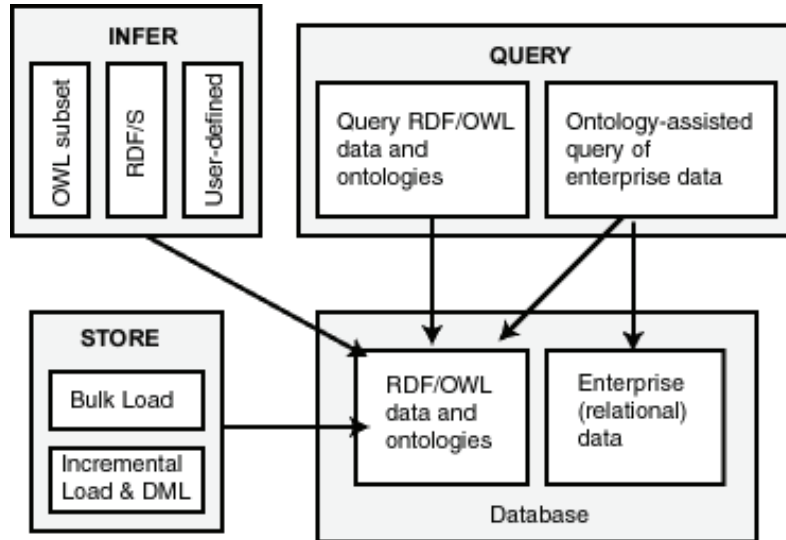 INFER
OWL subset
RDF/S
User-defined
QUERY
Query RDF/OWL
data and
ontologies
Ontology-assisted
query of
enterprise data
STORE
Bulk Load
Incremental
Load & DML
RDF/OWL
data and
ontologies
Enterprise
(relational)
data
Database